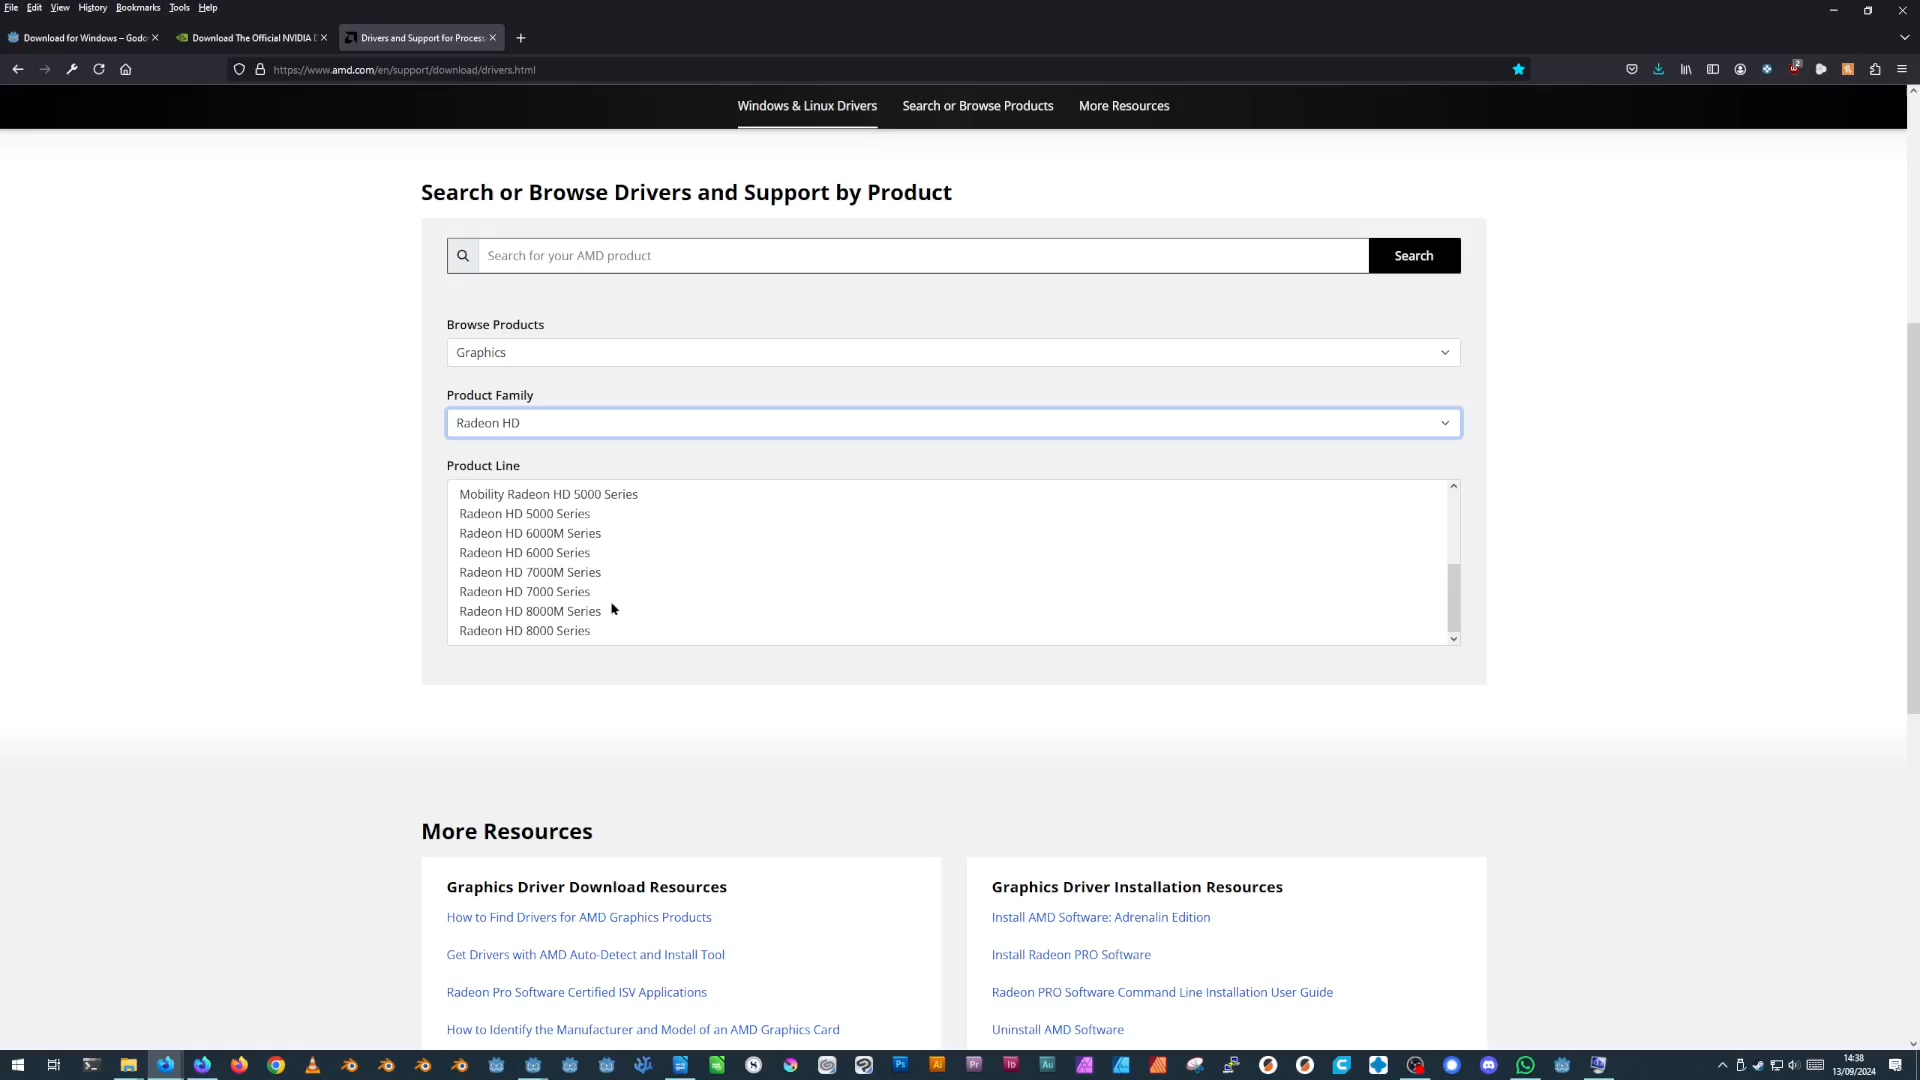 File Edit View History Bookmarks Tools Help
Download for Windows – Godo
Download The Official NVIDIA D
Drivers and Support for Process
https://www.amd.com/en/support/download/drivers.html
2
Windows & Linux Drivers
Search or Browse Products
More Resources
Search or Browse Drivers and Support by Product
Search for your AMD product
Search
Browse Products
Graphics
Product Family
Radeon HD
Product Line
Mobility Radeon HD 5000 Series
Radeon HD 5000 Series
Radeon HD 6000M Series
Radeon HD 6000 Series
Radeon HD 7000M Series
Radeon HD 7000 Series
Radeon HD 8000M Series
Radeon HD 8000 Series
More Resources
Graphics Driver Download Resources
How to Find Drivers for AMD Graphics Products
Get Drivers with AMD Auto-Detect and Install Tool
Radeon Pro Software Certified ISV Applications
How to Identify the Manufacturer and Model of an AMD Graphics Card
Graphics Driver Installation Resources
Install AMD Software: Adrenalin Edition
Install Radeon PRO Software
Radeon PRO Software Command Line Installation User Guide
Uninstall AMD Software
Ps
Ai
Pr
Id
Au
14:38
13/09/2024